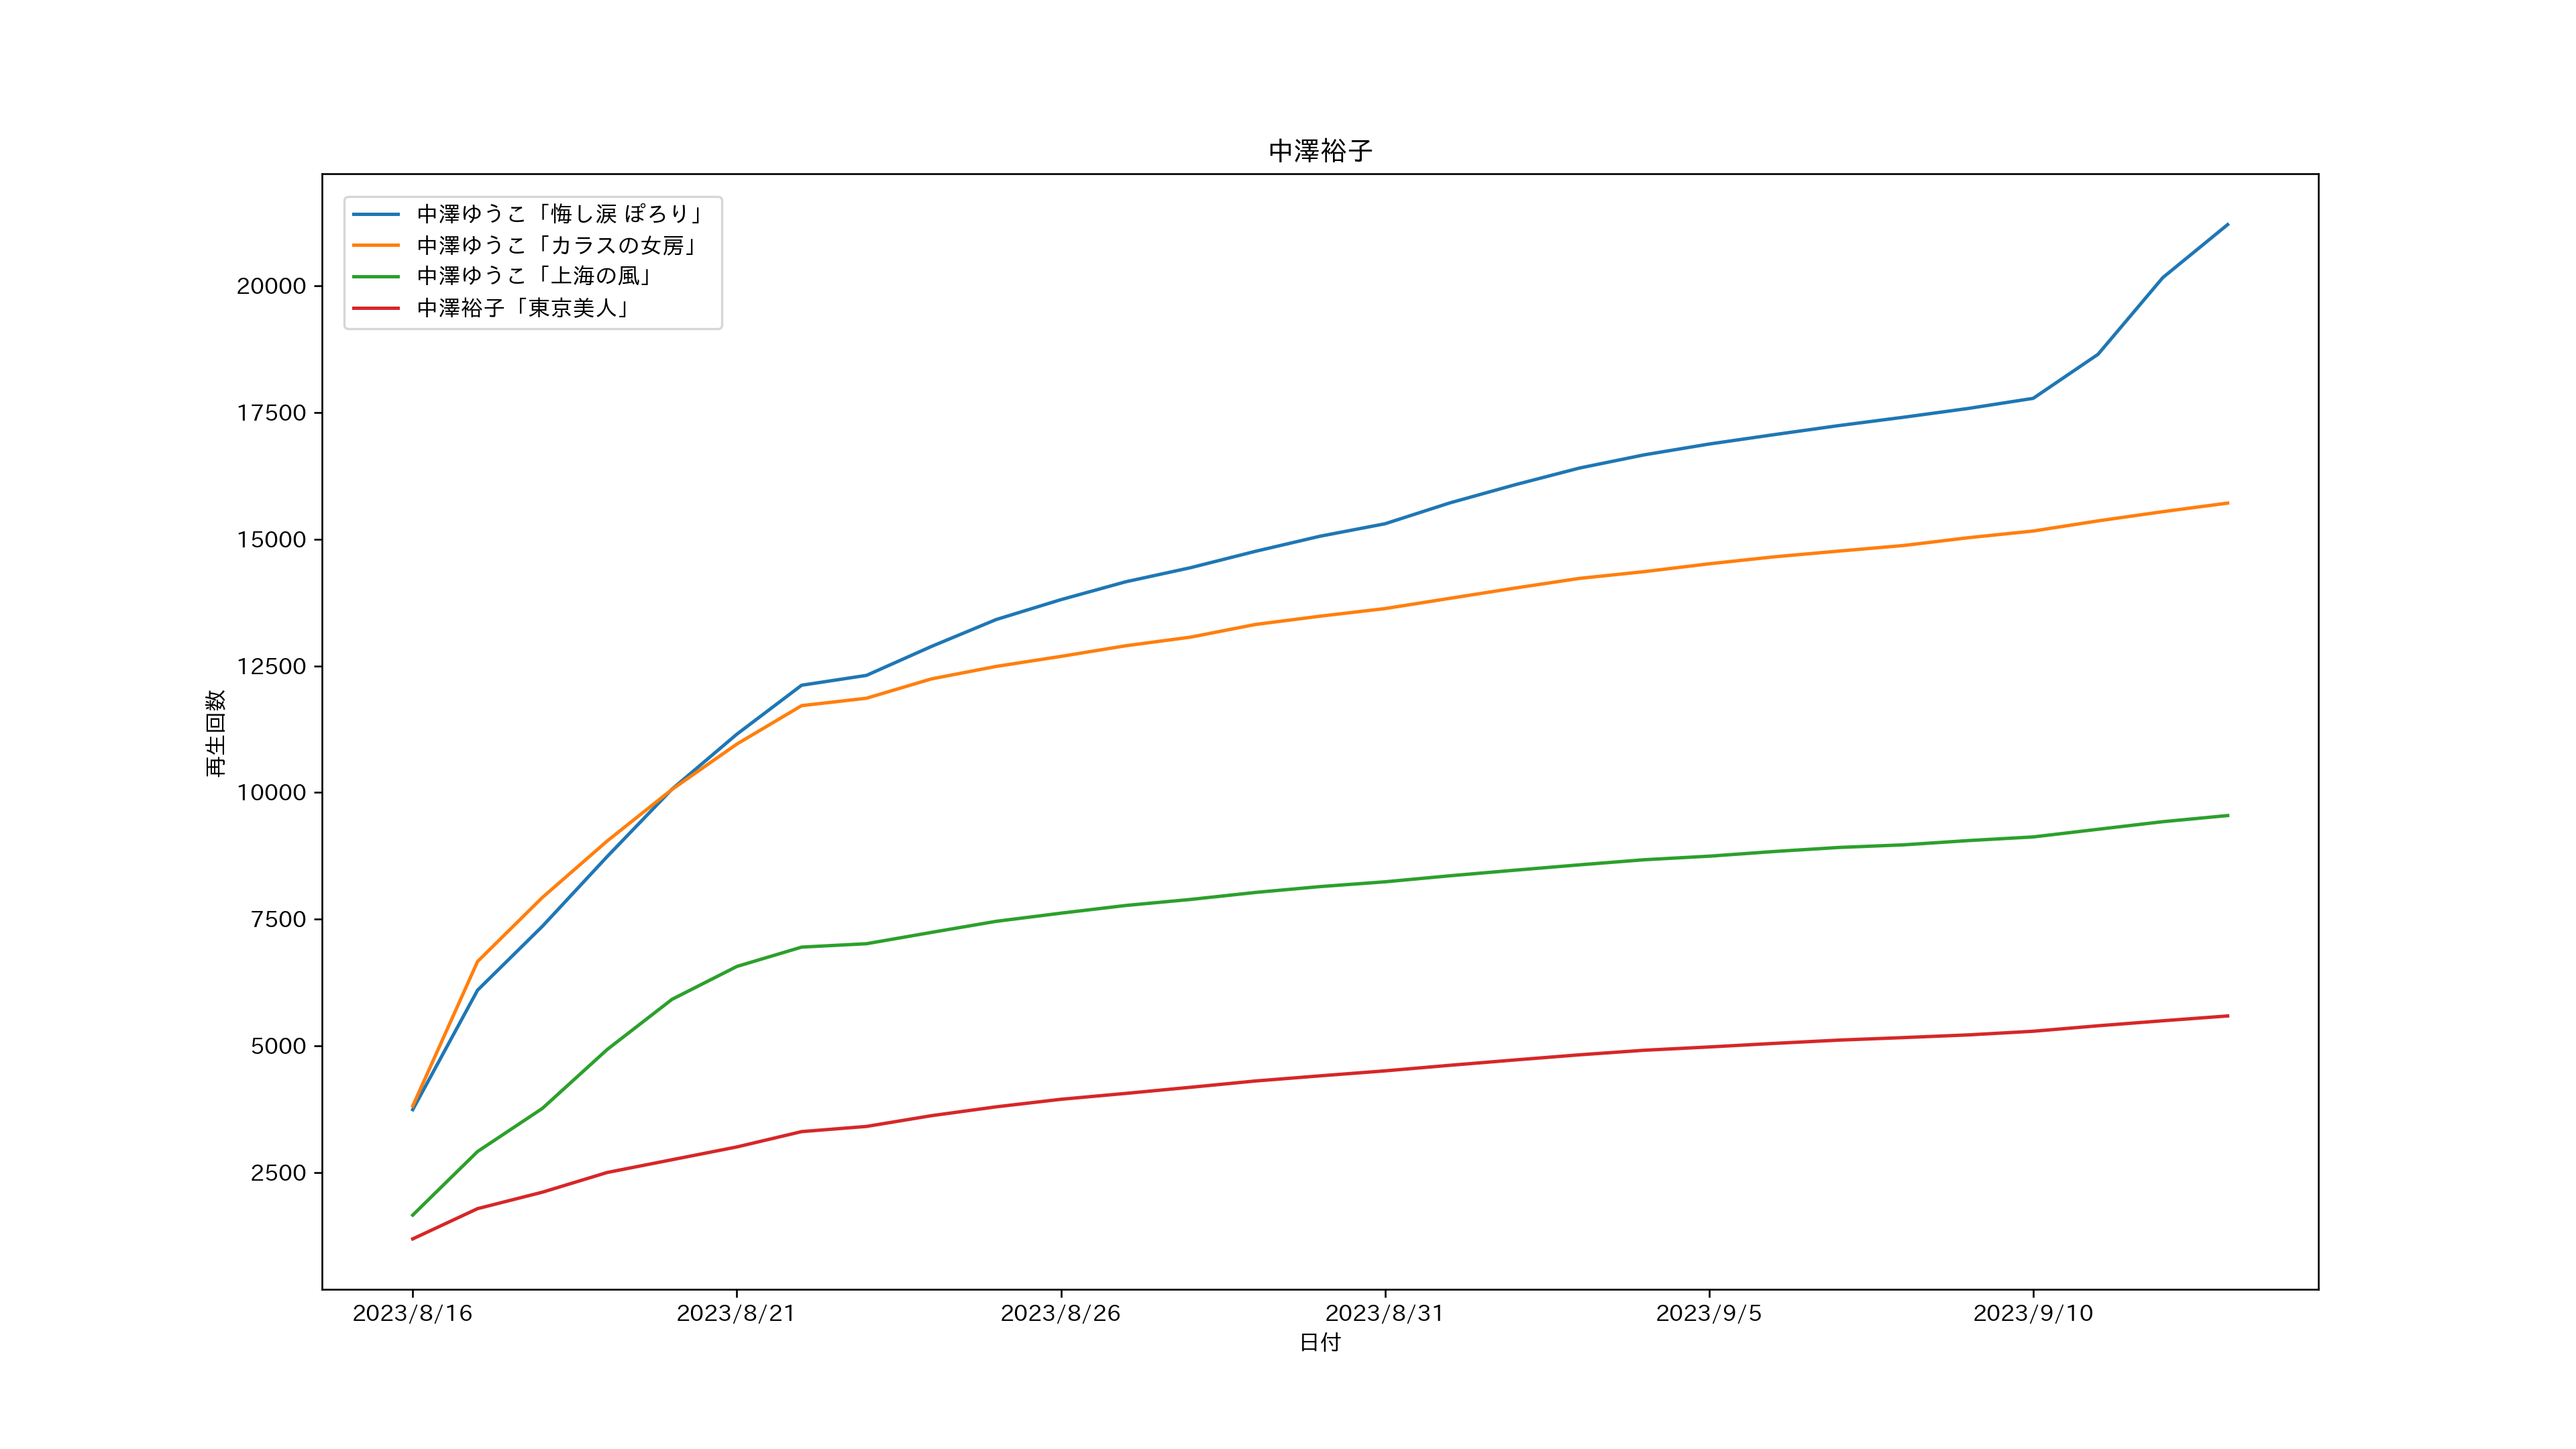 中澤裕子
中澤ゆうこ「悔し涙 ぽろり」
中澤ゆうこ「カラスの女房」
中澤ゆうこ「上海の風」
中澤裕子「東京美人」
再生回数
20000
17500
15000
12500
10000
7500
5000
2500
2023/8/16
2023/8/21
2023/8/26
2023/8/31
2023/9/5
2023/9/10
日付